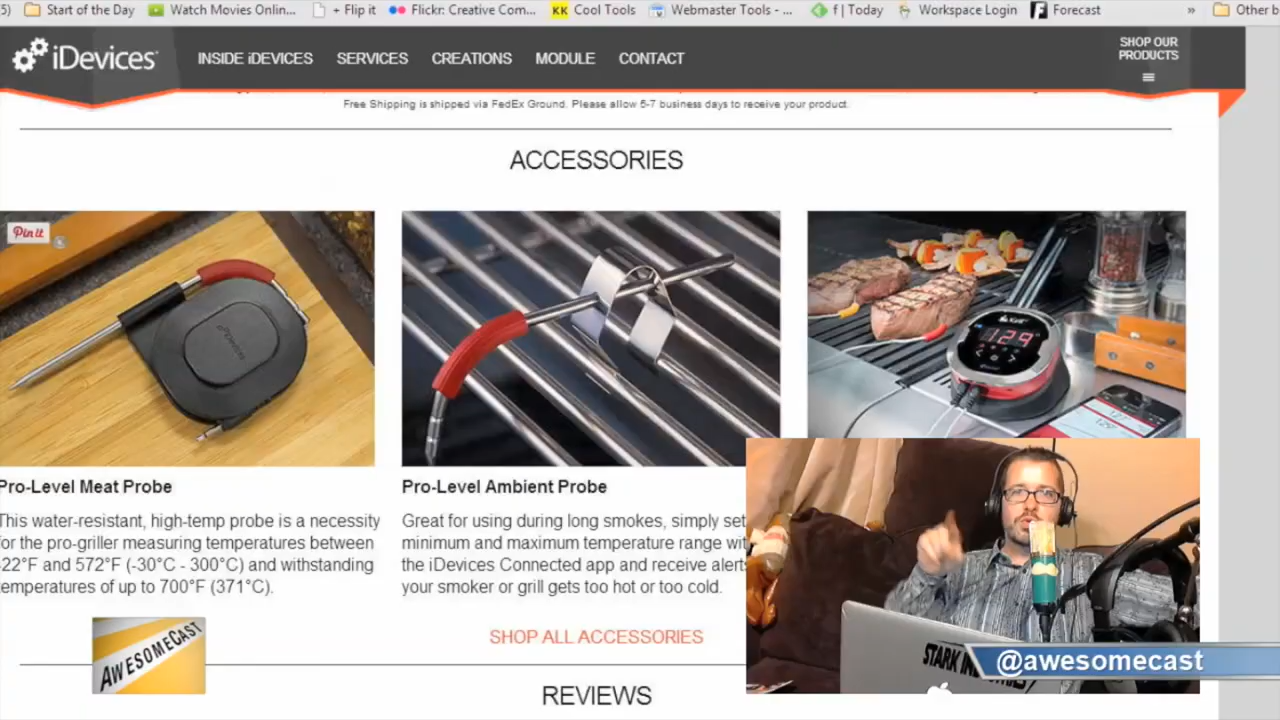 5)
Start of the Day
Watch Movies Onlin...
+ Flip it
Flickr: Creative Com...
KK
Cool Tools
Webmaster Tools - ...
f | Today
Workspace Login
Forecast
»
Other b
iDevices
INSIDE iDEVICES
SERVICES
CREATIONS
MODULE
CONTACT
SHOP OUR
PRODUCTS
Free Shipping is shipped via FedEx Ground. Please allow 5-7 business days to receive your product.
ACCESSORIES
Pin it
129
Pro-Level Meat Probe
This water-resistant, high-temp probe is a necessity
for the pro-griller measuring temperatures between
-22°F and 572°F (-30°C - 300°C) and withstanding
temperatures of up to 700°F (371°C).
Pro-Level Ambient Probe
Great for using during long smokes, simply set
minimum and maximum temperature range wit
the iDevices Connected app and receive alert
your smoker or grill gets too hot or too cold.
SHOP ALL ACCESSORIES
AWESOMECAST
STARK INDUSTRIES
@awesomecast
REVIEWS